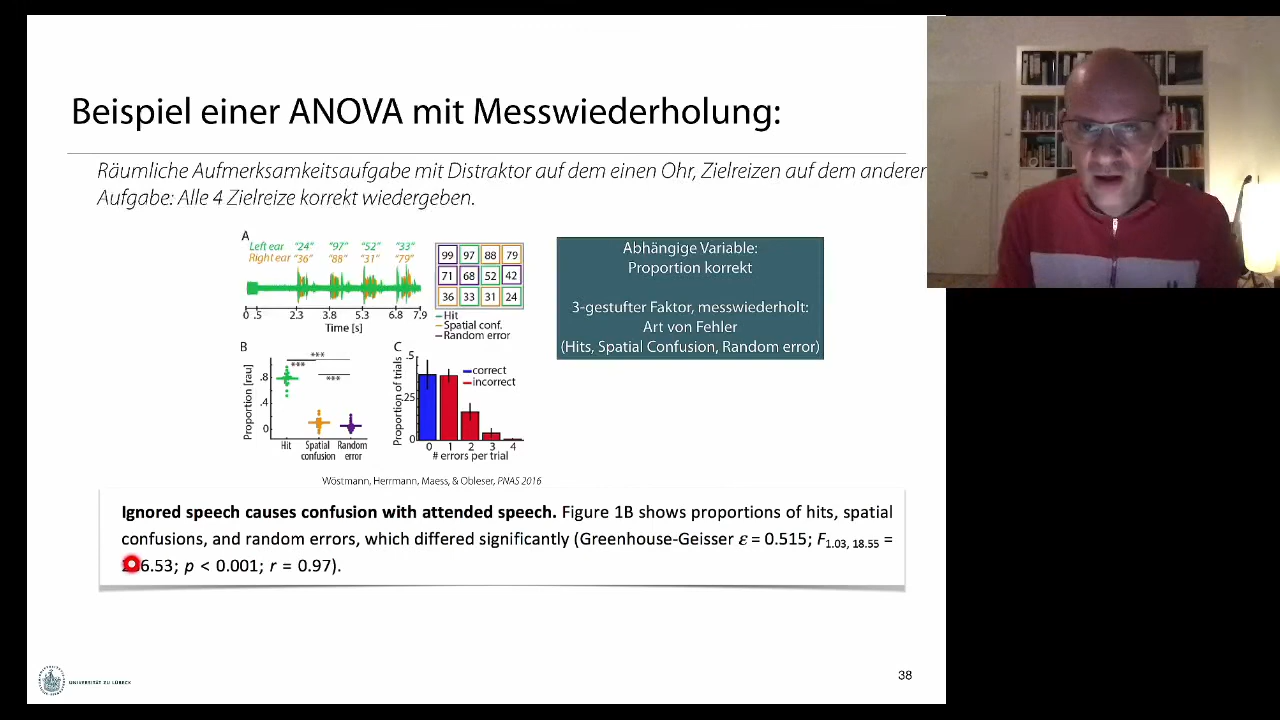 Beispiel einer ANOVA mit Messwiederholung:
Räumliche Aufmerksamkeitsaufgabe mit Distraktor auf dem einen Ohr, Zielreizen auf dem anderen
Aufgabe: Alle 4 Zielreize korrekt wiedergeben.
A
Left ear "24" "97" "52" "33"
Right ear "36" "88" "31" "79"
0 .5 2.3 3.8 5.3 6.8 7.9
Time [s]
99 97 88 79
71 68 52 42
36 33 31 24
Hit
Spatial conf.
Random error
B
Proportion [rau]
.8
.4
0
***
***
***
Hit Spatial confusion Random error
C
Proportion of trials
.5
.25
0
correct
incorrect
0 1 2 3 4
# errors per trial
Abhängige Variable:
Proportion korrekt
3-gestufter Faktor, messwiederholt:
Art von Fehler
(Hits, Spatial Confusion, Random error)
Wöstmann, Herrmann, Maess, & Obleser, PNAS 2016
Ignored speech causes confusion with attended speech. Figure 1B shows proportions of hits, spatial
confusions, and random errors, which differed significantly (Greenhouse-Geisser ε = 0.515; F1.03, 18.55 =
6.53; p < 0.001; r = 0.97).
UNIVERSITÄT ZU LÜBECK
38